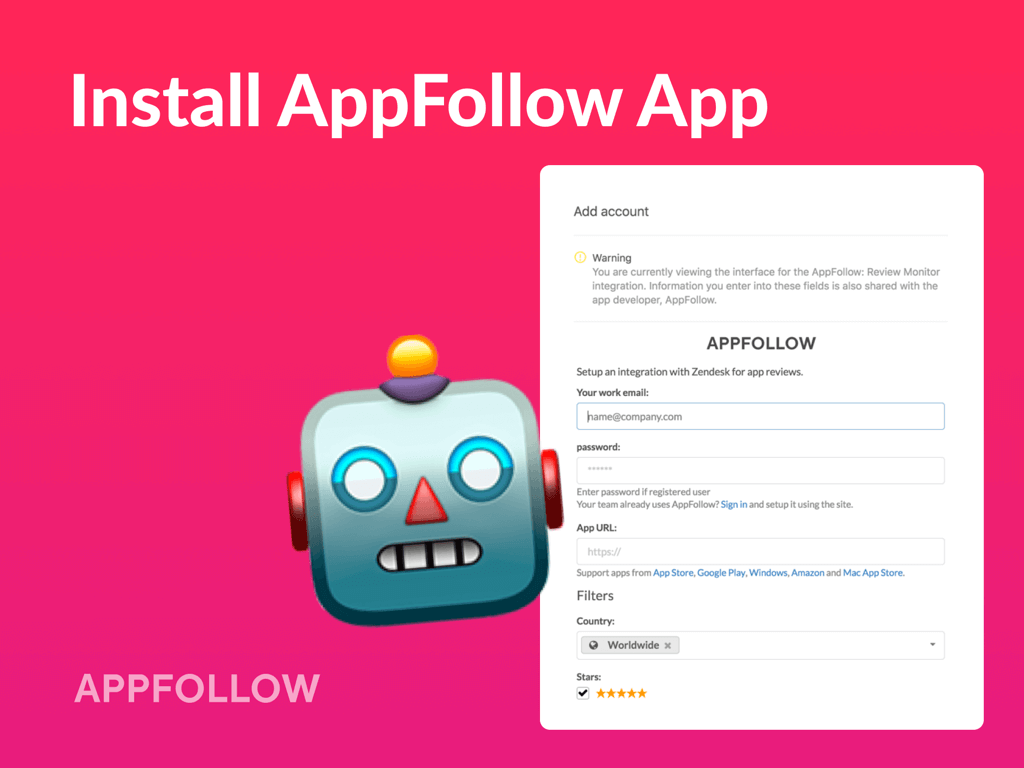 Install AppFollow App
Add account
Warning
You are currently viewing the interface for the AppFollow: Review Monitor
integration. Information you enter into these fields is also shared with the
app developer, AppFollow.
APPFOLLOW
Setup an integration with Zendesk for app reviews.
Your work email:
name@company.com
password:
••••••
Enter password if registered user
Your team already uses AppFollow? Sign in and setup it using the site.
App URL:
https://
Support apps from App Store, Google Play, Windows, Amazon and Mac App Store.
Filters
Country:
Worldwide ×
Stars:
★★★★★
APPFOLLOW